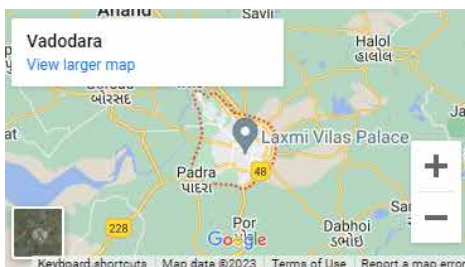 Anand
Savli
Vadodara
View larger map
Halol
હાલોલ
બોરસદ
Laxmi Vilas Palace
Padra
પાદરા
48
Por
228
Google
Dabhoi
ડભોઇ
Keyboard shortcuts
Map data ©2023
Terms of Use
Report a map error